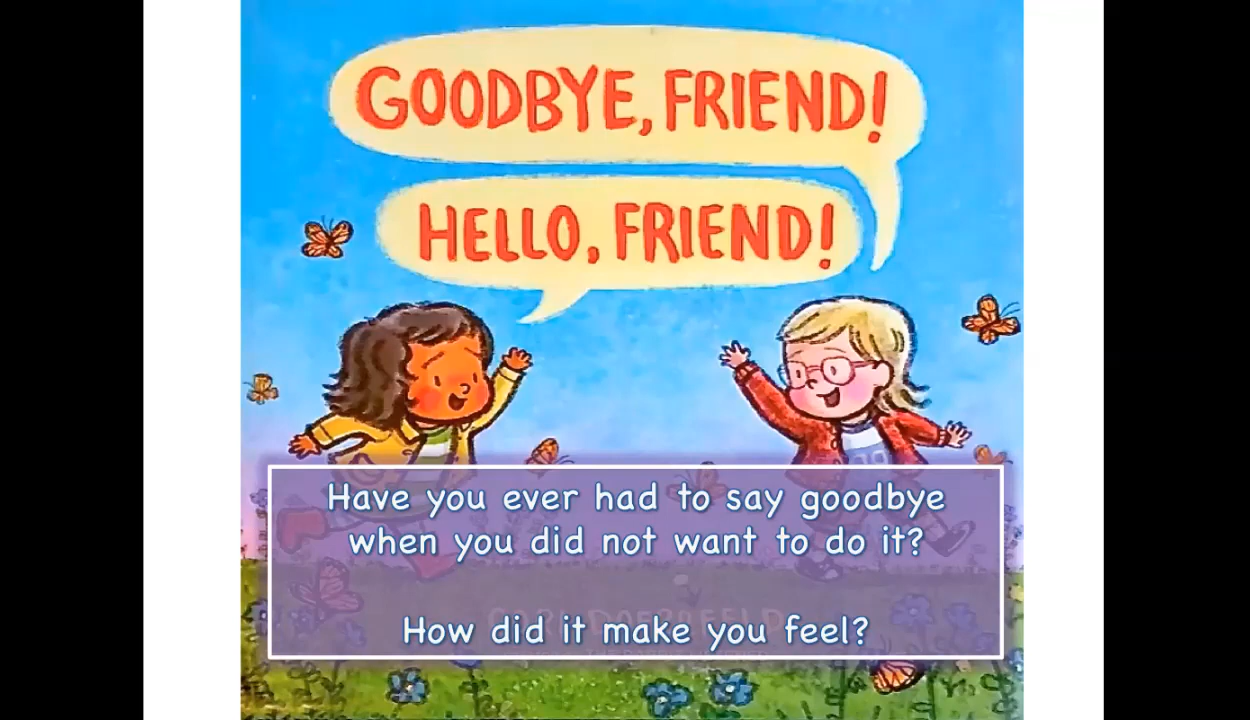 GOODBYE, FRIEND!
HELLO, FRIEND!
Have you ever had to say goodbye
when you did not want to do it?
How did it make you feel?